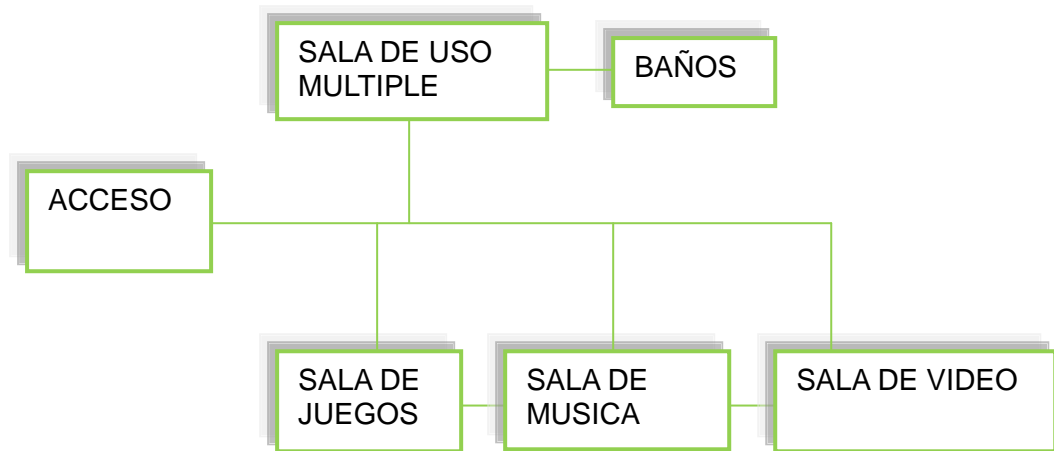 SALA DE USO
MULTIPLE
BAÑOS
ACCESO
SALA DE
JUEGOS
SALA DE
MUSICA
SALA DE VIDEO